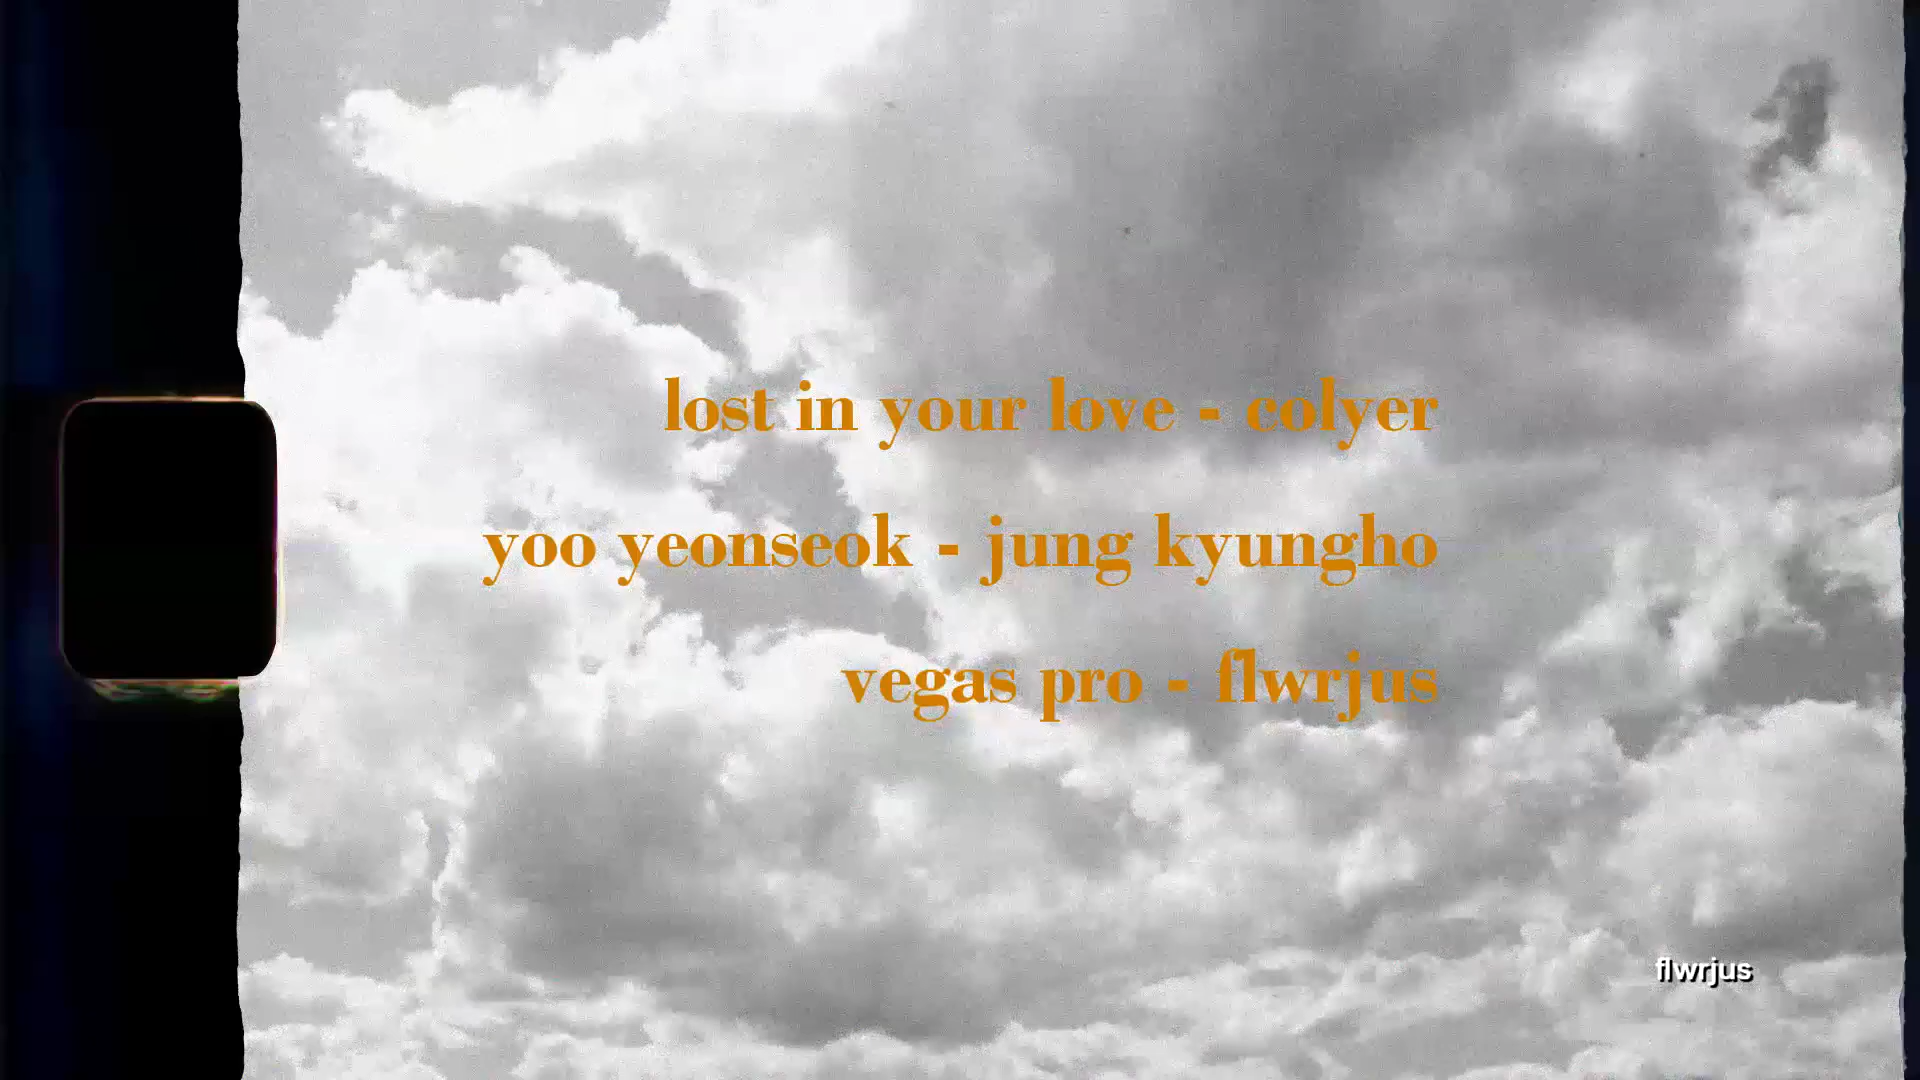 lost in your love - colyer
yoo yeonseok - jung kyungho
vegas pro - flwrjus
flwrjus